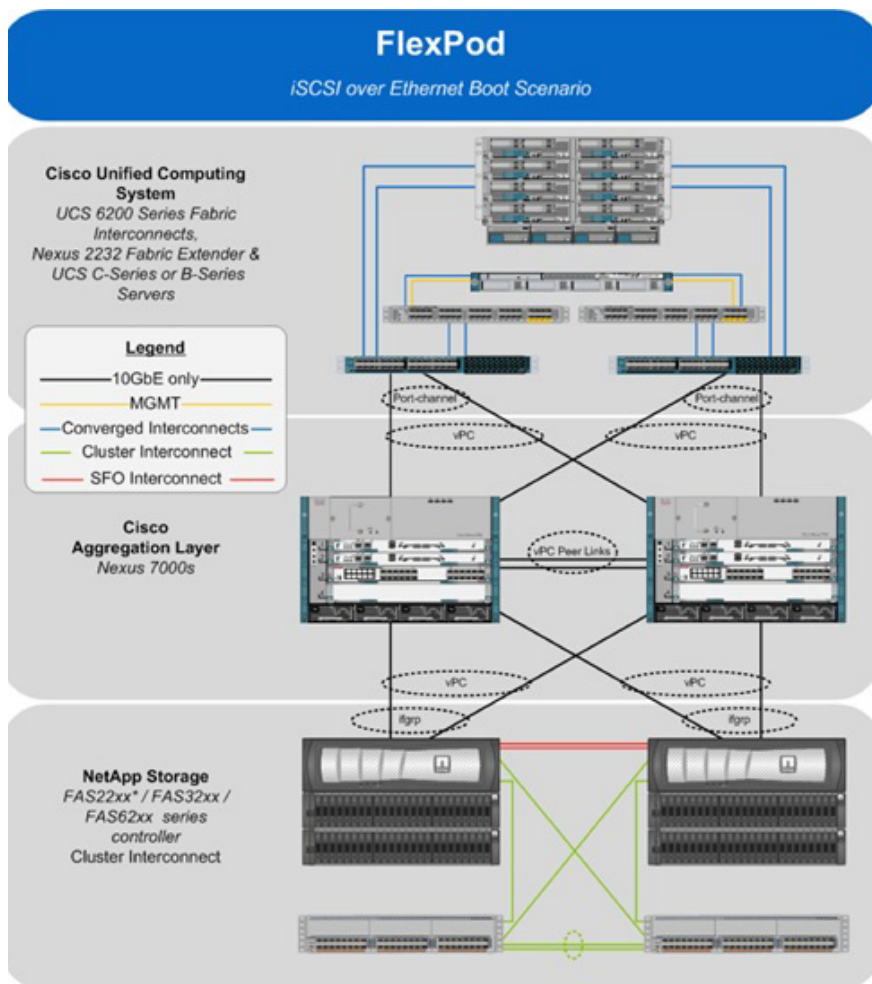 FlexPod
iSCSI over Ethernet Boot Scenario
Cisco Unified Computing
System
UCS 6200 Series Fabric
Interconnects,
Nexus 2232 Fabric Extender &
UCS C-Series or B-Series
Servers
Legend
10GbE only
MGMT
Converged Interconnects
Cluster Interconnect
SFO Interconnect
Port-channel
Port-channel
vPC
vPC
Cisco
Aggregation Layer
Nexus 7000s
vPC Peer Links
vPC
vPC
ifgrp
ifgrp
NetApp Storage
FAS22xx* / FAS32xx /
FAS62xx series
controller
Cluster Interconnect